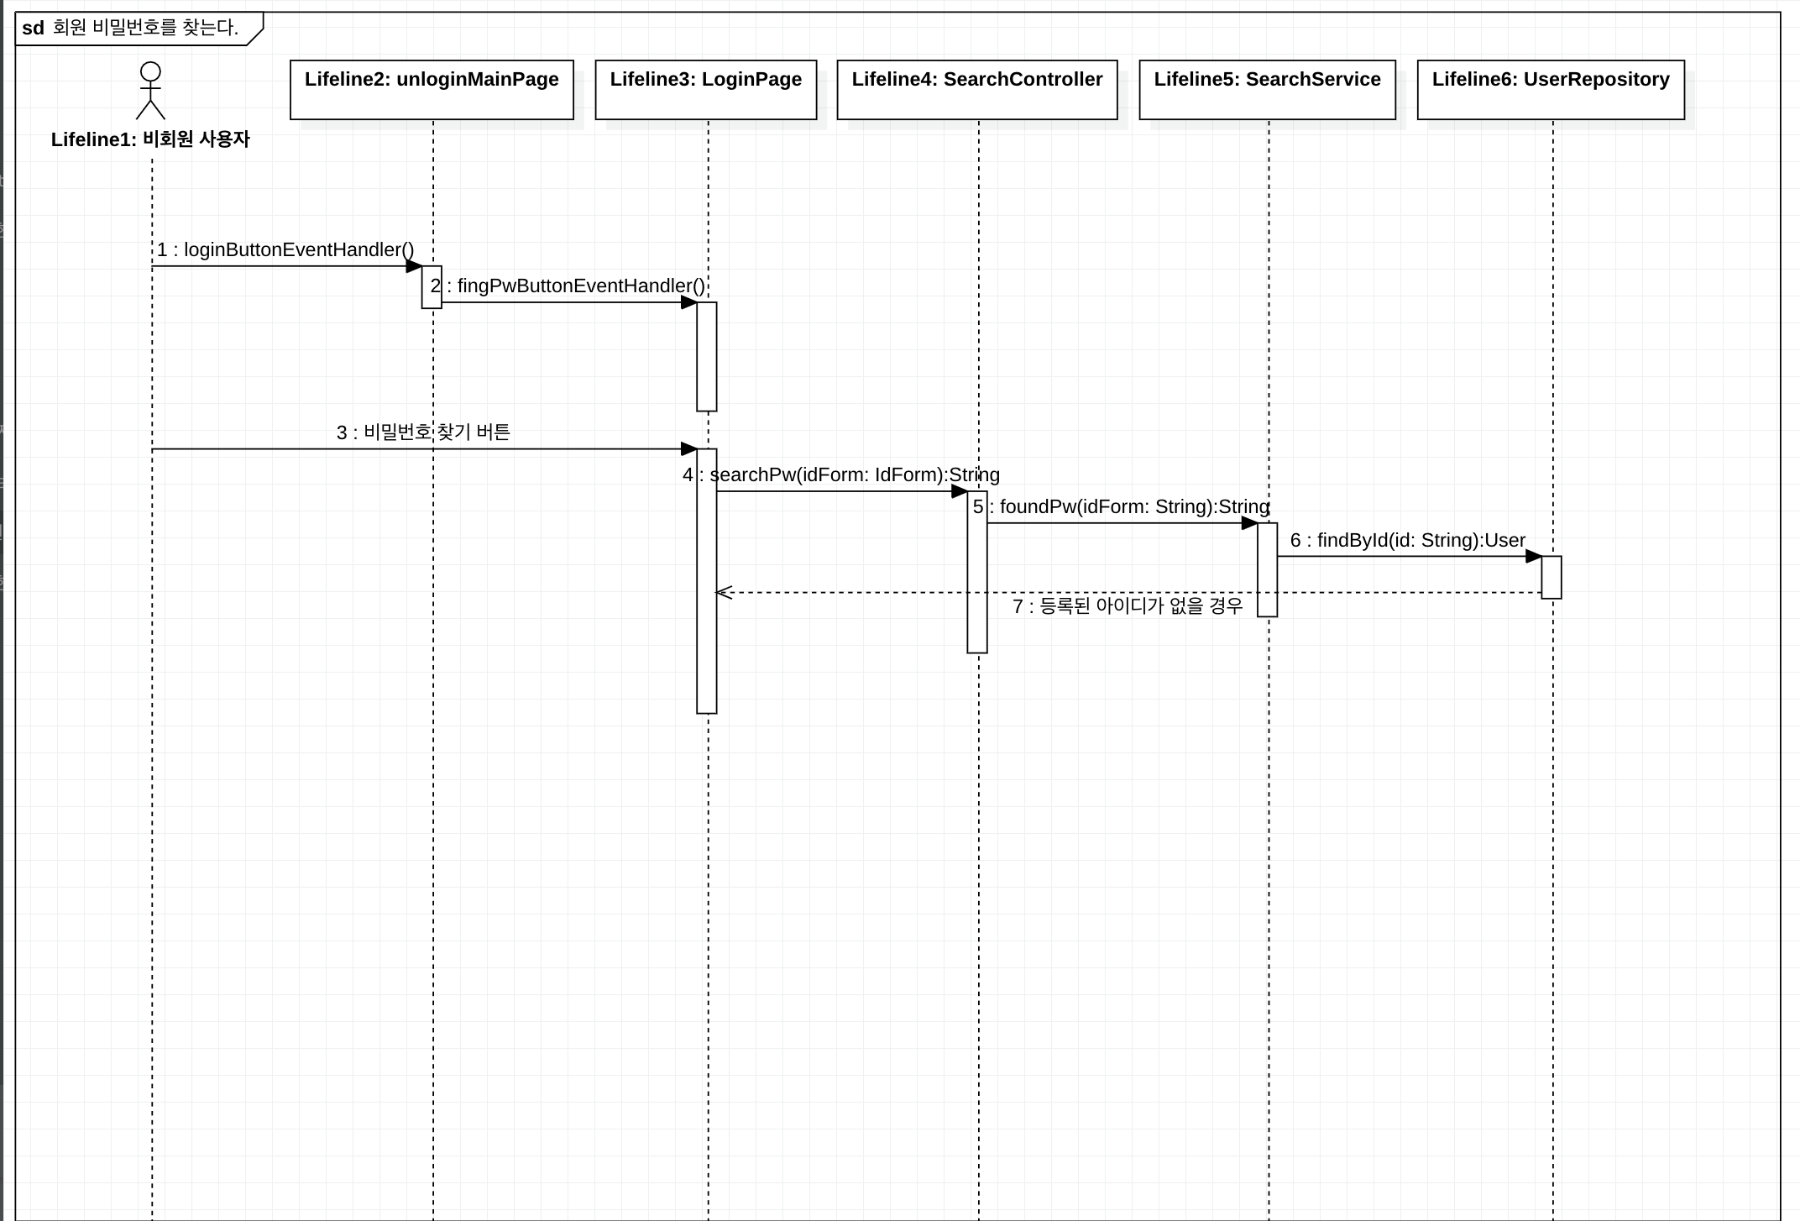 sd 회원 비밀번호를 찾는다.
Lifeline1: 비회원 사용자
Lifeline2: unloginMainPage
Lifeline3: LoginPage
Lifeline4: SearchController
Lifeline5: SearchService
Lifeline6: UserRepository
1 : loginButtonEventHandler()
2 : fingPwButtonEventHandler()
3 : 비밀번호 찾기 버튼
4 : searchPw(idForm: IdForm):String
5 : foundPw(idForm: String):String
6 : findById(id: String):User
7 : 등록된 아이디가 없을 경우